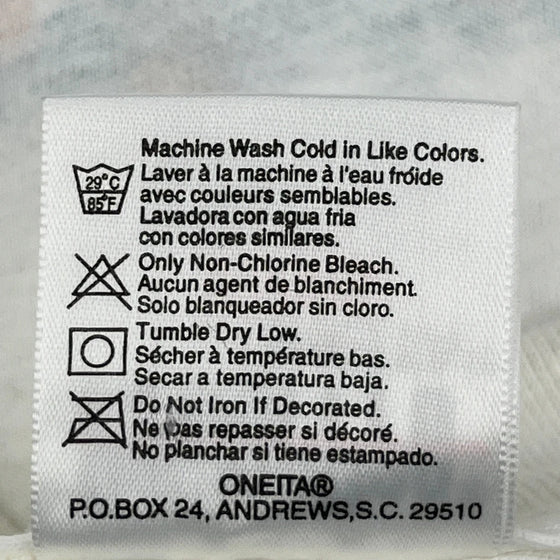 Machine Wash Cold in Like Colors.
29°C
85°F
Laver à la machine à l'eau fróide
avec couleurs semblables.
Lavadora con agua fria
con colores similares.
Only Non-Chlorine Bleach.
Aucun agent de blanchiment.
Solo blanqueador sin cloro.
Tumble Dry Low.
Sécher à température bas.
Secar a temperatura baja.
Do Not Iron If Decorated.
Ne pas repasser si décoré.
No planchar si tiene estampado.
ONEITA®
P.O.BOX 24, ANDREWS,S.C. 29510